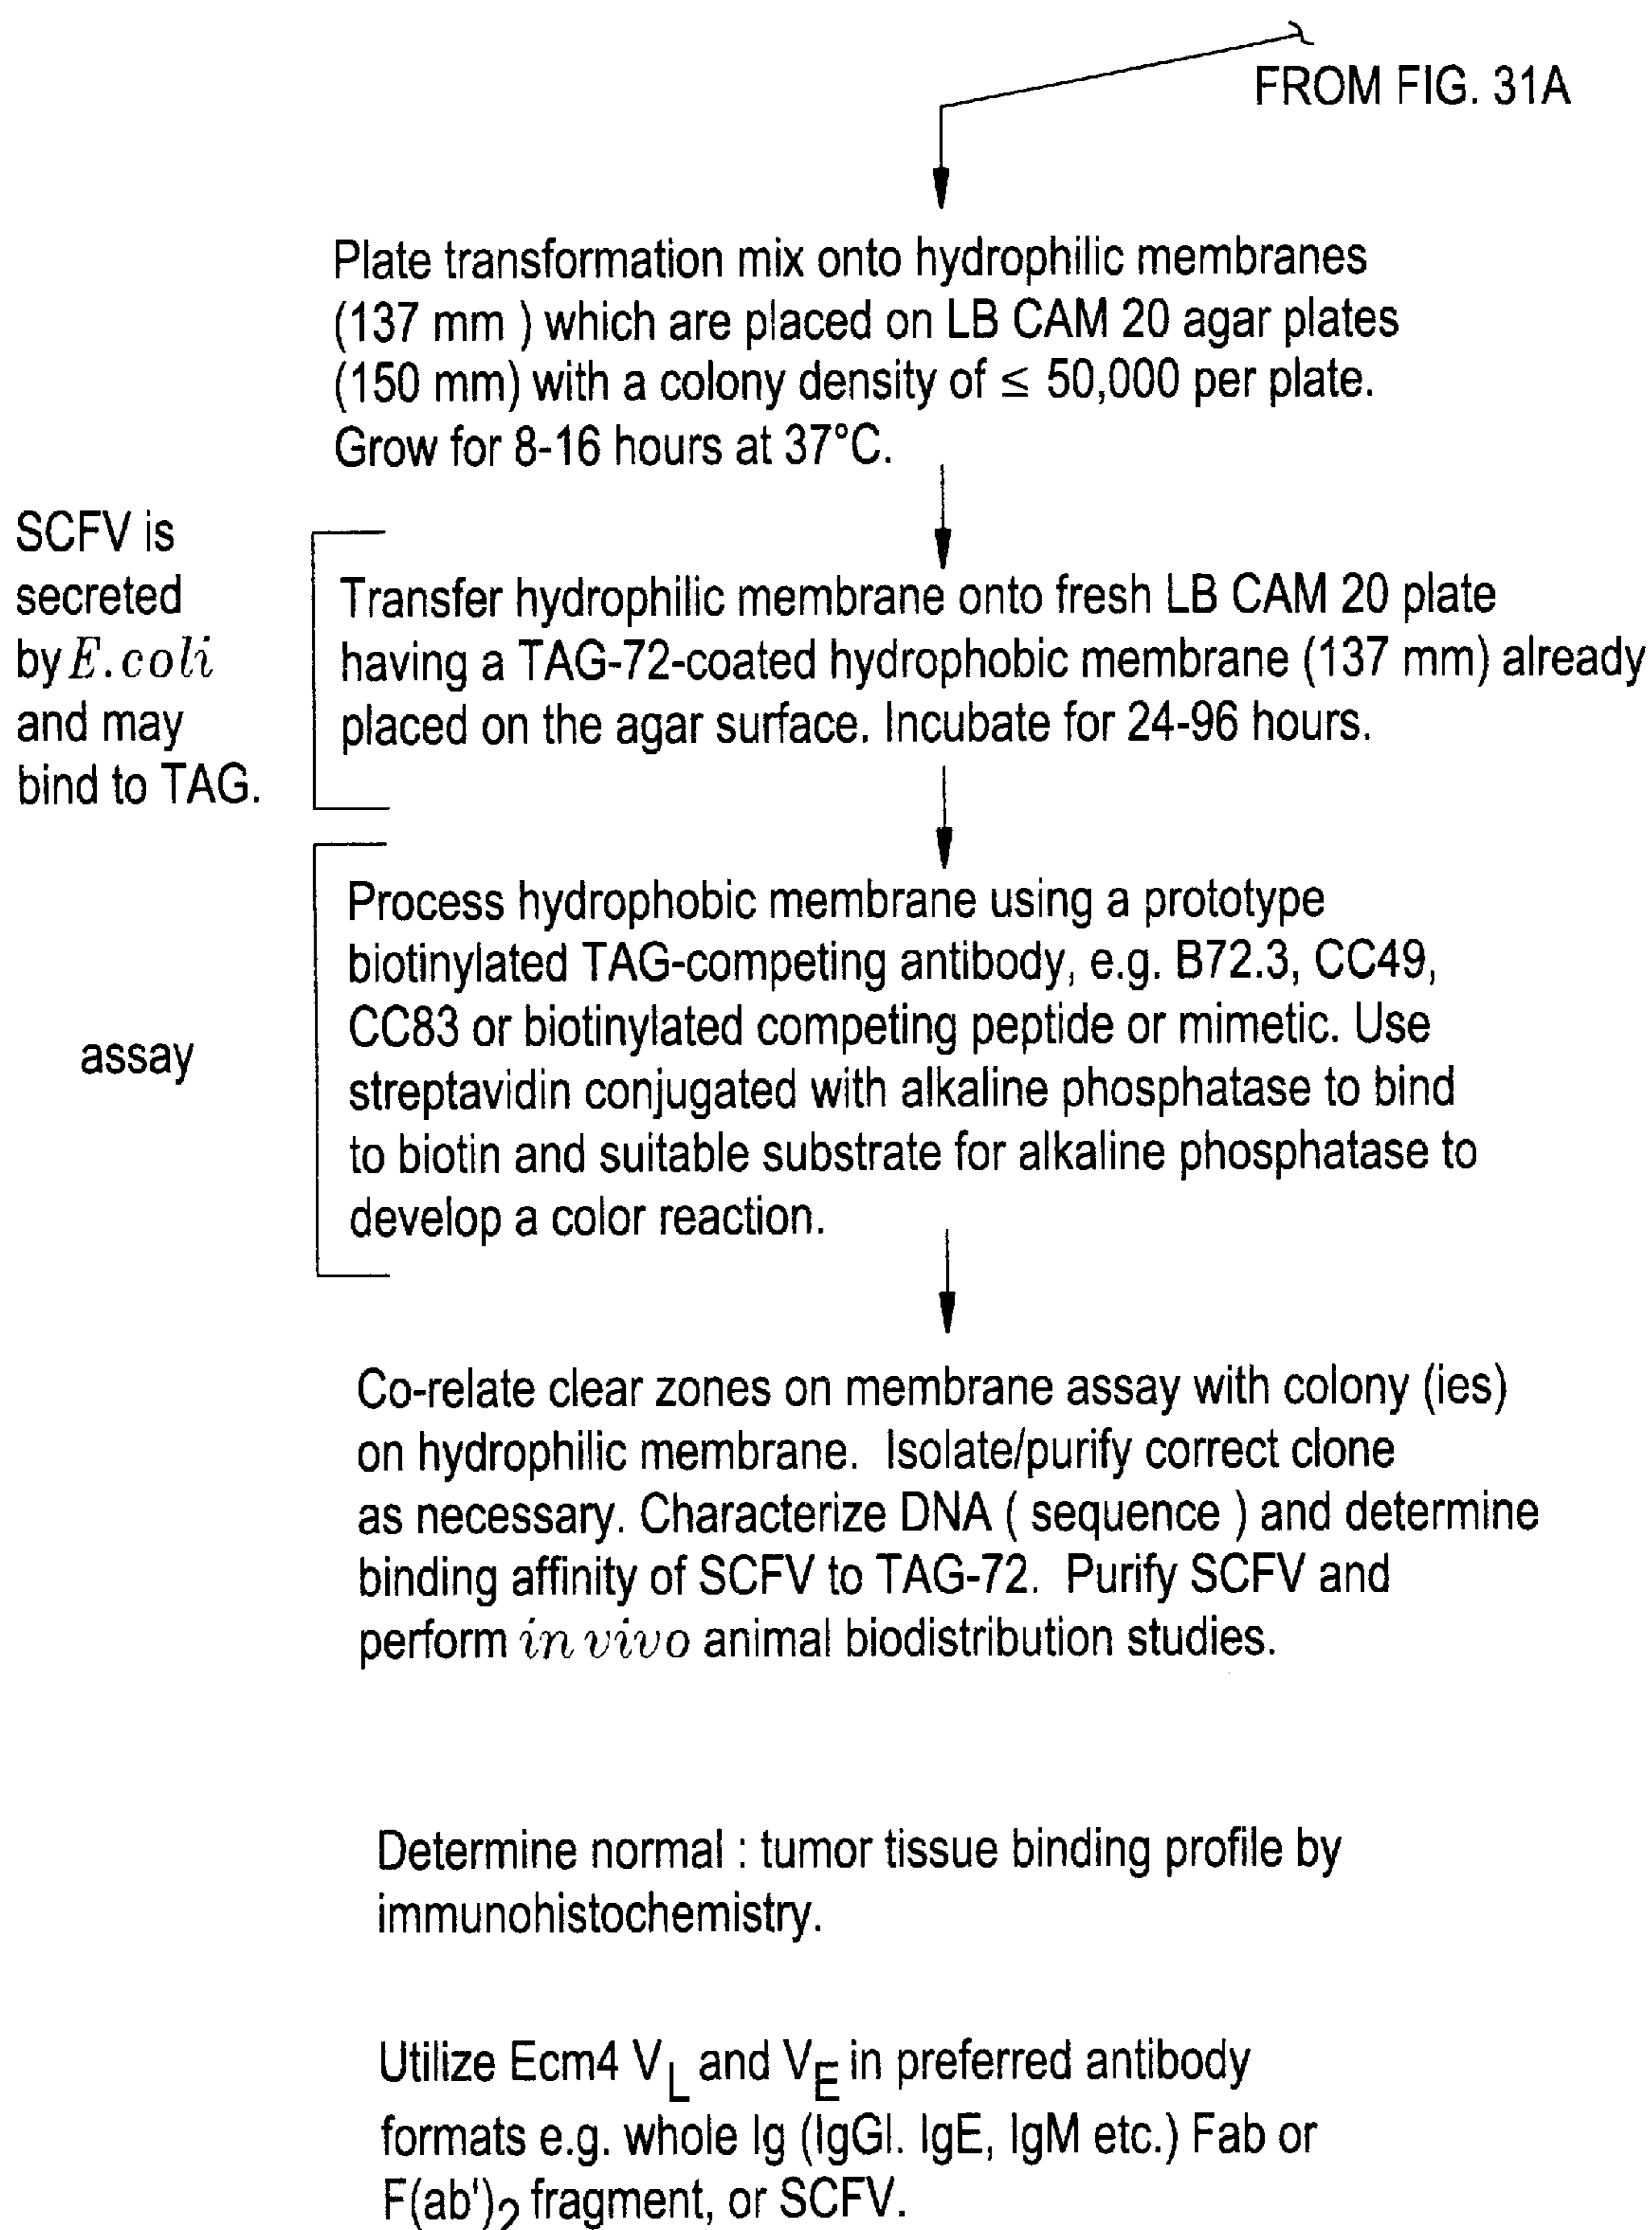 FROM FIG. 31A
Plate transformation mix onto hydrophilic membranes
(137 mm ) which are placed on LB CAM 20 agar plates
(150 mm) with a colony density of ≤ 50,000 per plate.
Grow for 8-16 hours at 37°C.
SCFV is
secreted
by E. coli
and may
bind to TAG.
Transfer hydrophilic membrane onto fresh LB CAM 20 plate
having a TAG-72-coated hydrophobic membrane (137 mm) already
placed on the agar surface. Incubate for 24-96 hours.
assay
Process hydrophobic membrane using a prototype
biotinylated TAG-competing antibody, e.g. B72.3, CC49,
CC83 or biotinylated competing peptide or mimetic. Use
streptavidin conjugated with alkaline phosphatase to bind
to biotin and suitable substrate for alkaline phosphatase to
develop a color reaction.
Co-relate clear zones on membrane assay with colony (ies)
on hydrophilic membrane. Isolate/purify correct clone
as necessary. Characterize DNA ( sequence ) and determine
binding affinity of SCFV to TAG-72. Purify SCFV and
perform in vivo animal biodistribution studies.
Determine normal : tumor tissue binding profile by
immunohistochemistry.
Utilize Ecm4 VL and VE in preferred antibody
formats e.g. whole Ig (IgGl. IgE, IgM etc.) Fab or
F(ab')2 fragment, or SCFV.